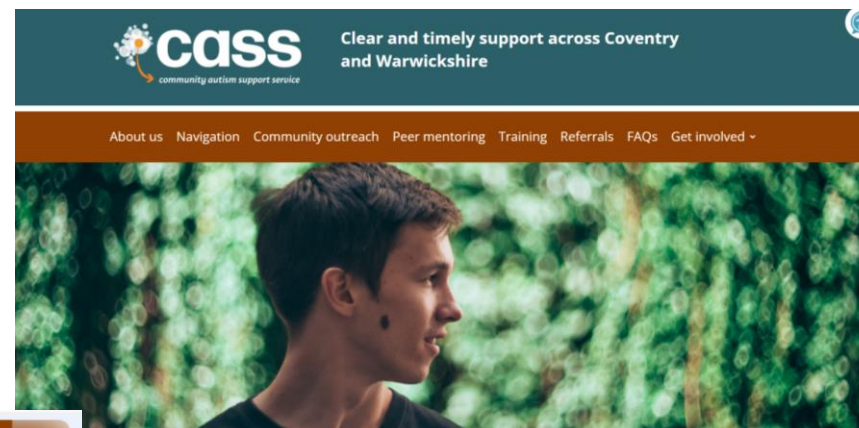 cass
community autism support service
Clear and timely support across Coventry
and Warwickshire
About us Navigation Community outreach Peer mentoring Training Referrals FAQs Get involved